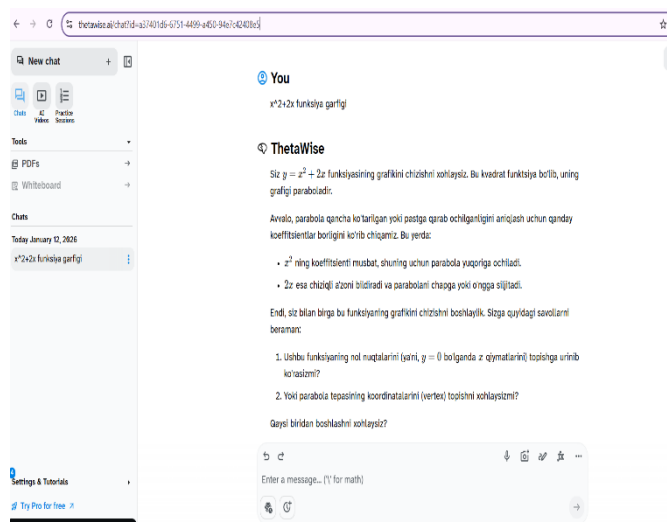 thetawise.ai/chat?id=a37401d6-6751-4499-a450-94e7c42408e5
New chat
Chats
AI Videos
Practice Sessions
Tools
PDFs
Whiteboard
Chats
Today January 12, 2026
x^2+2x funksiya garfigi
Settings & Tutorials
Try Pro for free
You
x^2+2x funksiya garfigi
ThetaWise
Siz y = x² + 2x funksiyasining grafikini chizishni xohlaysiz. Bu kvadrat funktsiya bo'lib, uning
grafigi paraboladir.
Avvalo, parabola qancha ko'tarilgan yoki pastga qarab ochilganligini aniqlash uchun qanday
koeffitsientlar borligini ko'rib chiqamiz. Bu yerda:
• x² ning koeffitsienti musbat, shuning uchun parabola yuqoriga ochiladi.
• 2x esa chiziqli a'zoni bildiradi va parabolani chapga yoki o'ngga siljitadi.
Endi, siz bilan birga bu funksiyaning grafikini chizishni boshlaylik. Sizga quyidagi savollarni
beraman:
1. Ushbu funksiyaning nol nuqtalarini (ya'ni, y = 0 bo'lganda x qiymatlarini) topishga urinib
ko'rasizmi?
2. Yoki parabola tepasining koordinatalarini (vertex) topishni xohlaysizmi?
Qaysi biridan boshlashni xohlaysiz?
Enter a message... ('\' for math)